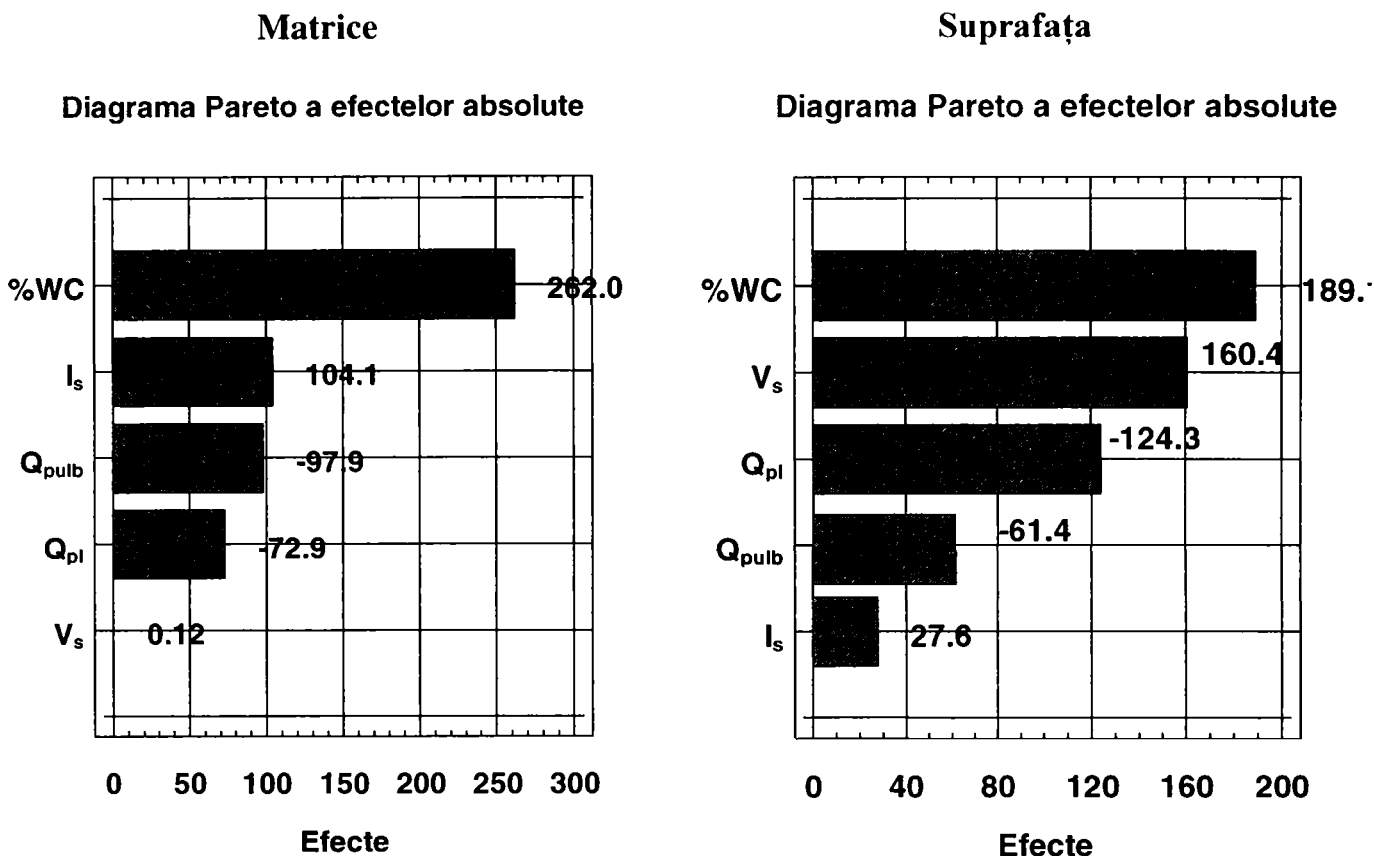 Matrice
Diagrama Pareto a efectelor absolute
%WC
262.0
Is
104.1
Qpulb
-97.9
Qpl
-72.9
Vs
0.12
0 50 100 150 200 250 300
Efecte
Suprafața
Diagrama Pareto a efectelor absolute
%WC
189.
Vs
160.4
Qpl
-124.3
Qpulb
-61.4
Is
27.6
0 40 80 120 160 200
Efecte